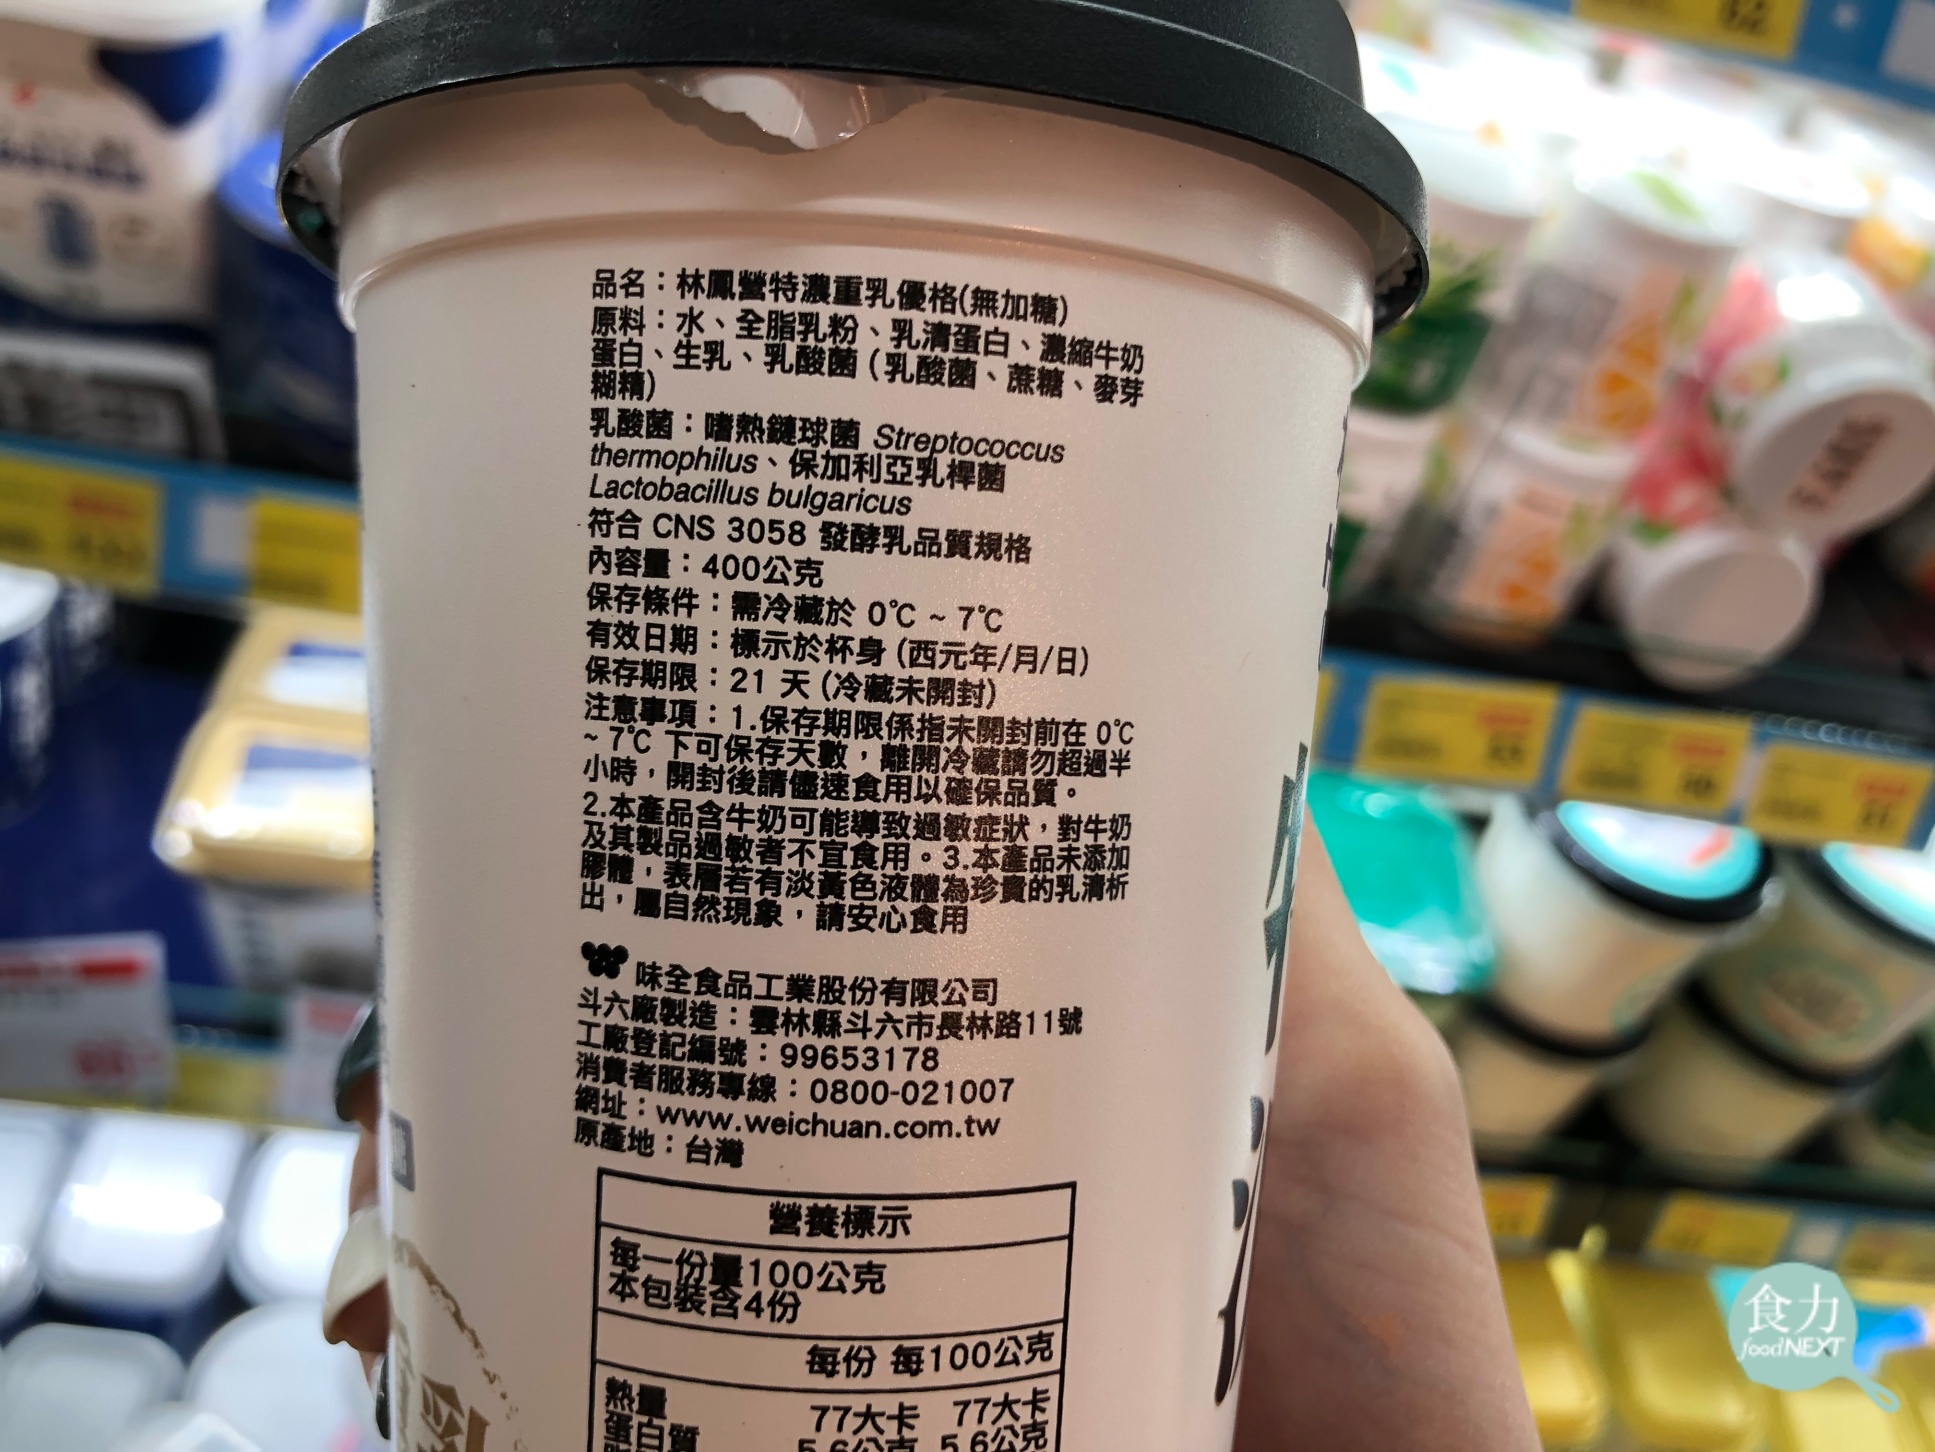 品名：林鳳營特濃重乳優格(無加糖)
原料：水、全脂乳粉、乳清蛋白、濃縮牛奶
蛋白、生乳、乳酸菌 (乳酸菌、蔗糖、麥芽
糊精)
乳酸菌：嗜熱鏈球菌 Streptococcus
thermophilus、保加利亞乳桿菌
Lactobacillus bulgaricus
符合 CNS 3058 發酵乳品質規格
內容量：400公克
保存條件：需冷藏於 0℃ ~ 7℃
有效日期：標示於杯身 (西元年/月/日)
保存期限：21 天 (冷藏未開封)
注意事項：1.保存期限係指未開封前在 0℃
~ 7℃ 下可保存天數，離開冷藏請勿超過半
小時，開封後請儘速食用以確保品質。
2.本產品含牛奶可能導致過敏症狀，對牛奶
及其製品過敏者不宜食用。3.本產品未添加
膠體，表層若有淡黃色液體為珍貴的乳清析
出，屬自然現象，請安心食用
味全食品工業股份有限公司
斗六廠製造：雲林縣斗六市長林路11號
工廠登記編號：99653178
消費者服務專線：0800-021007
網址：www.weichuan.com.tw
原產地：台灣
營養標示
每一份量100公克
本包裝含4份
每份 每100公克
熱量 77大卡 77大卡
蛋白質 5.6公克 5.6公克
乳
食力
foodNEXT